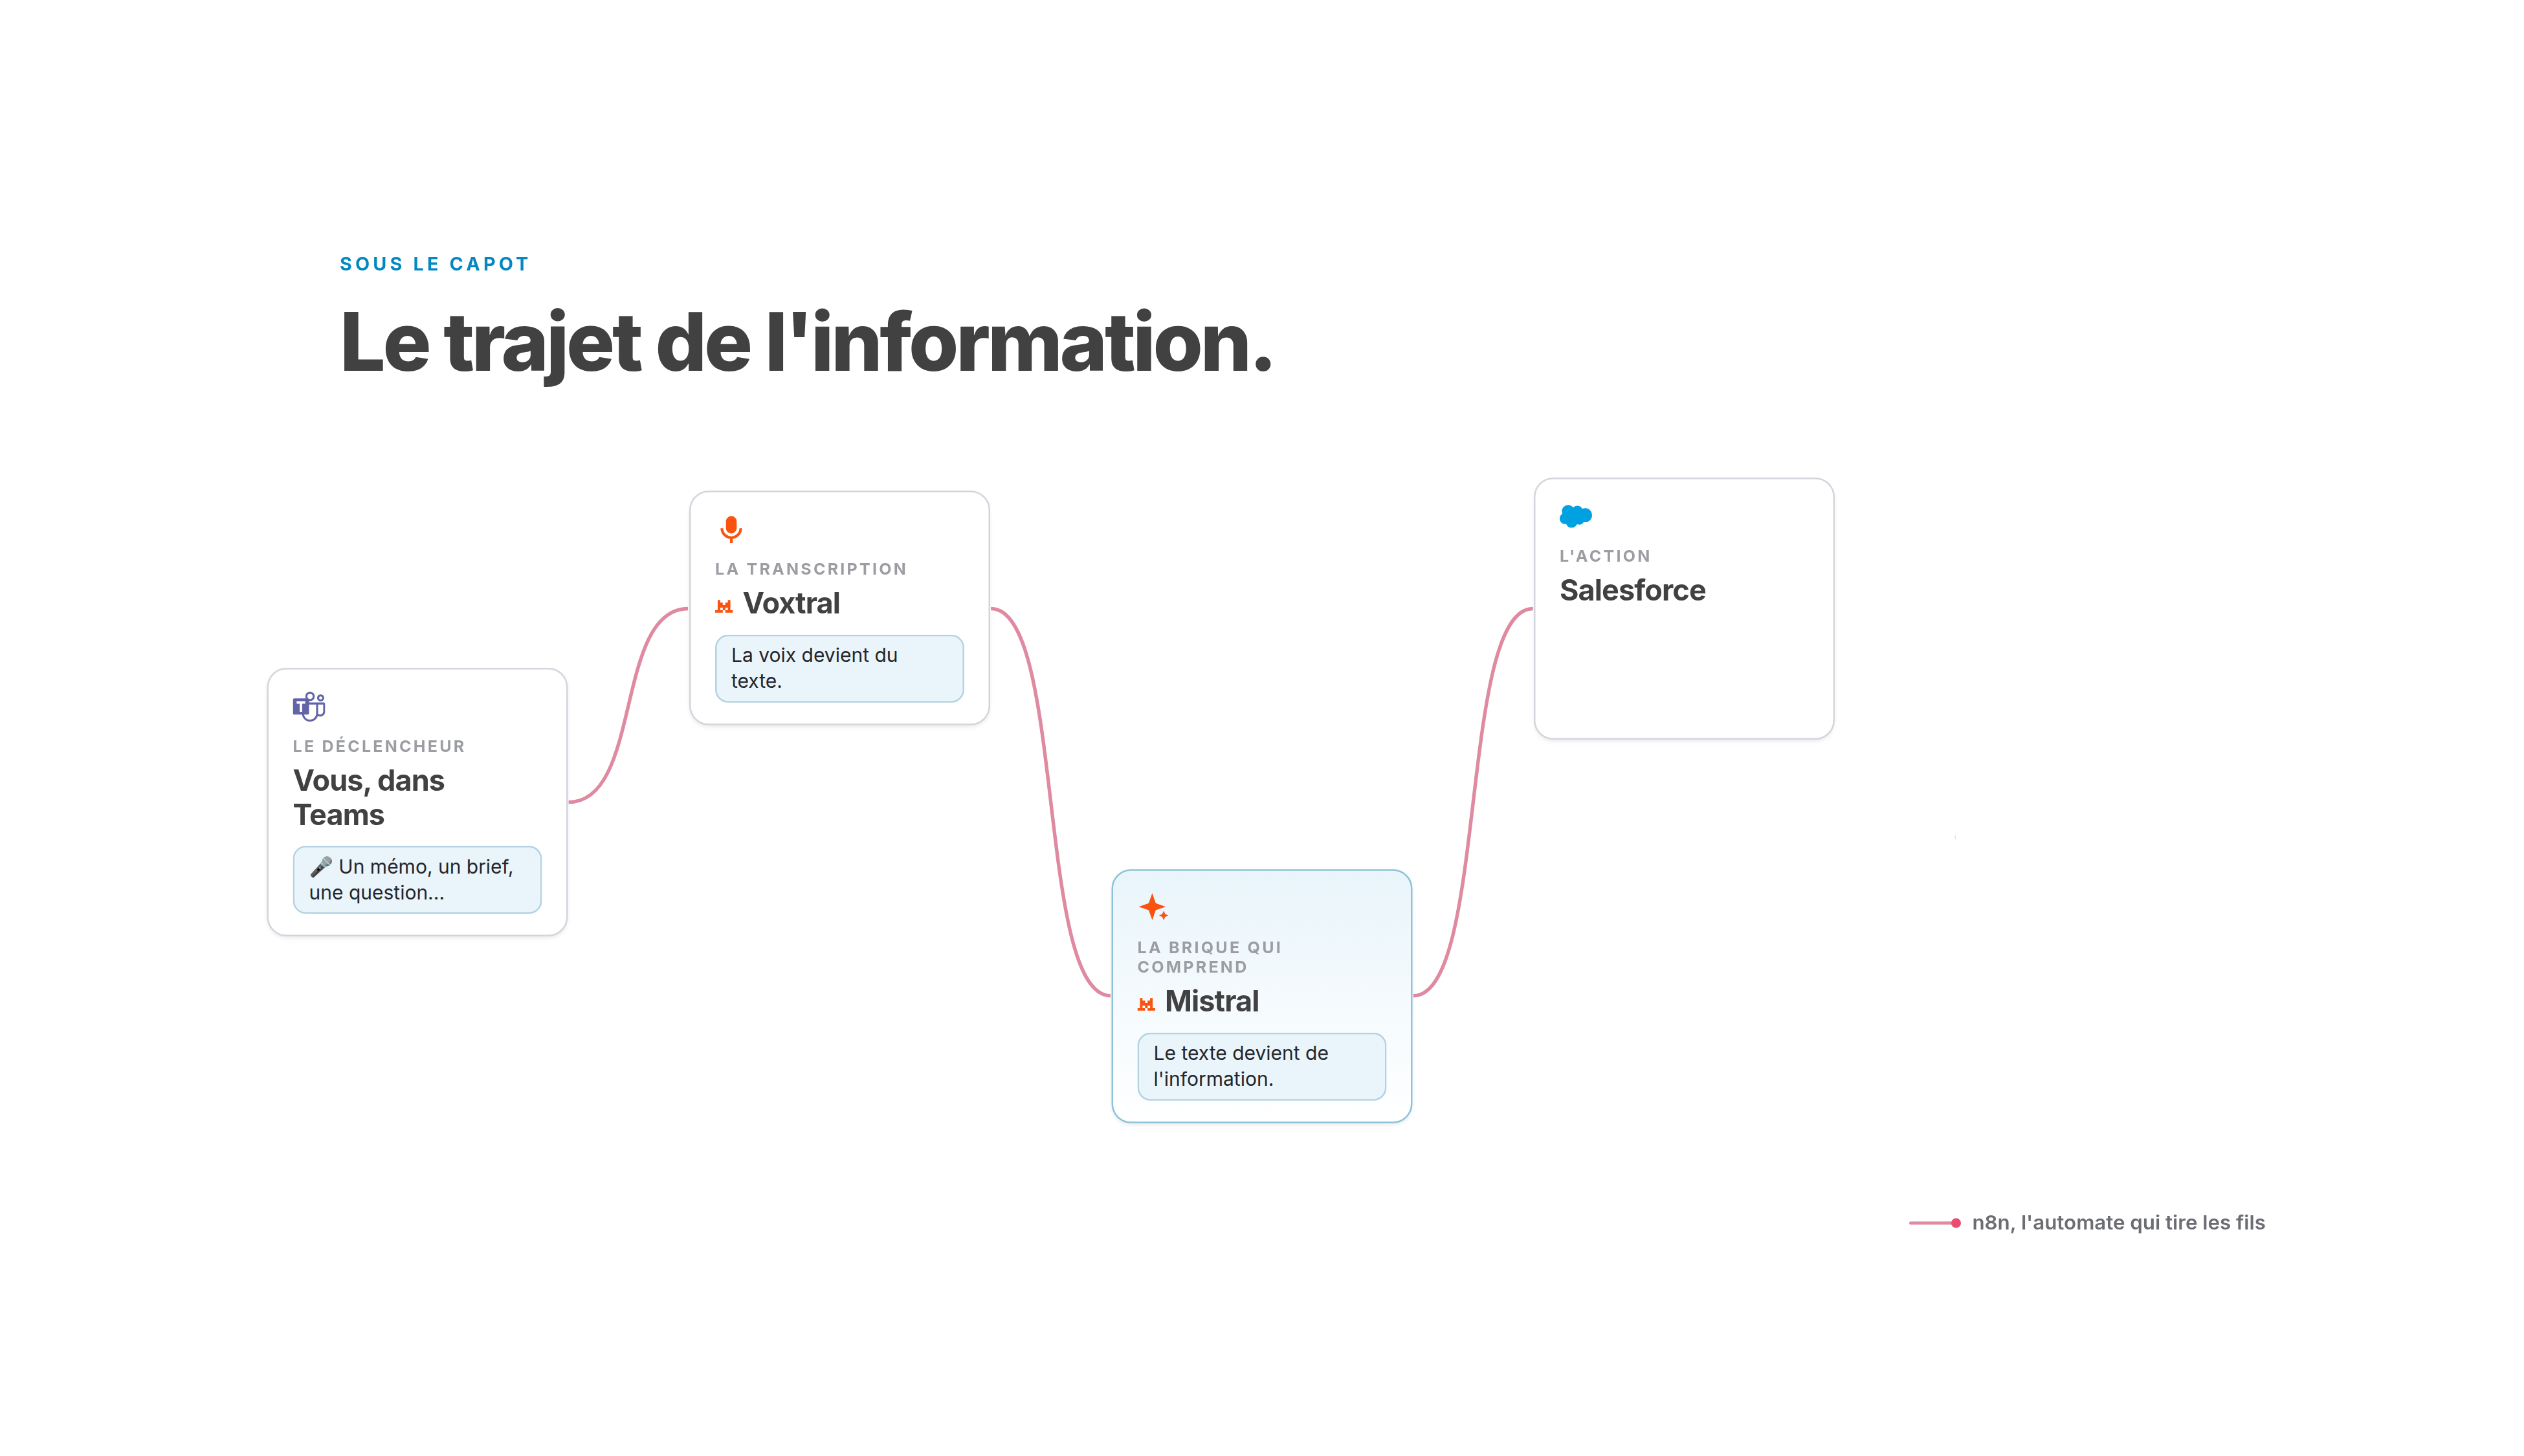 SOUS LE CAPOT
Le trajet de l'information.
LE DÉCLENCHEUR
Vous, dans
Teams
🎤 Un mémo, un brief,
une question...
LA TRANSCRIPTION
Voxtral
La voix devient du
texte.
LA BRIQUE QUI
COMPREND
Mistral
Le texte devient de
l'information.
L'ACTION
Salesforce
n8n, l'automate qui tire les fils